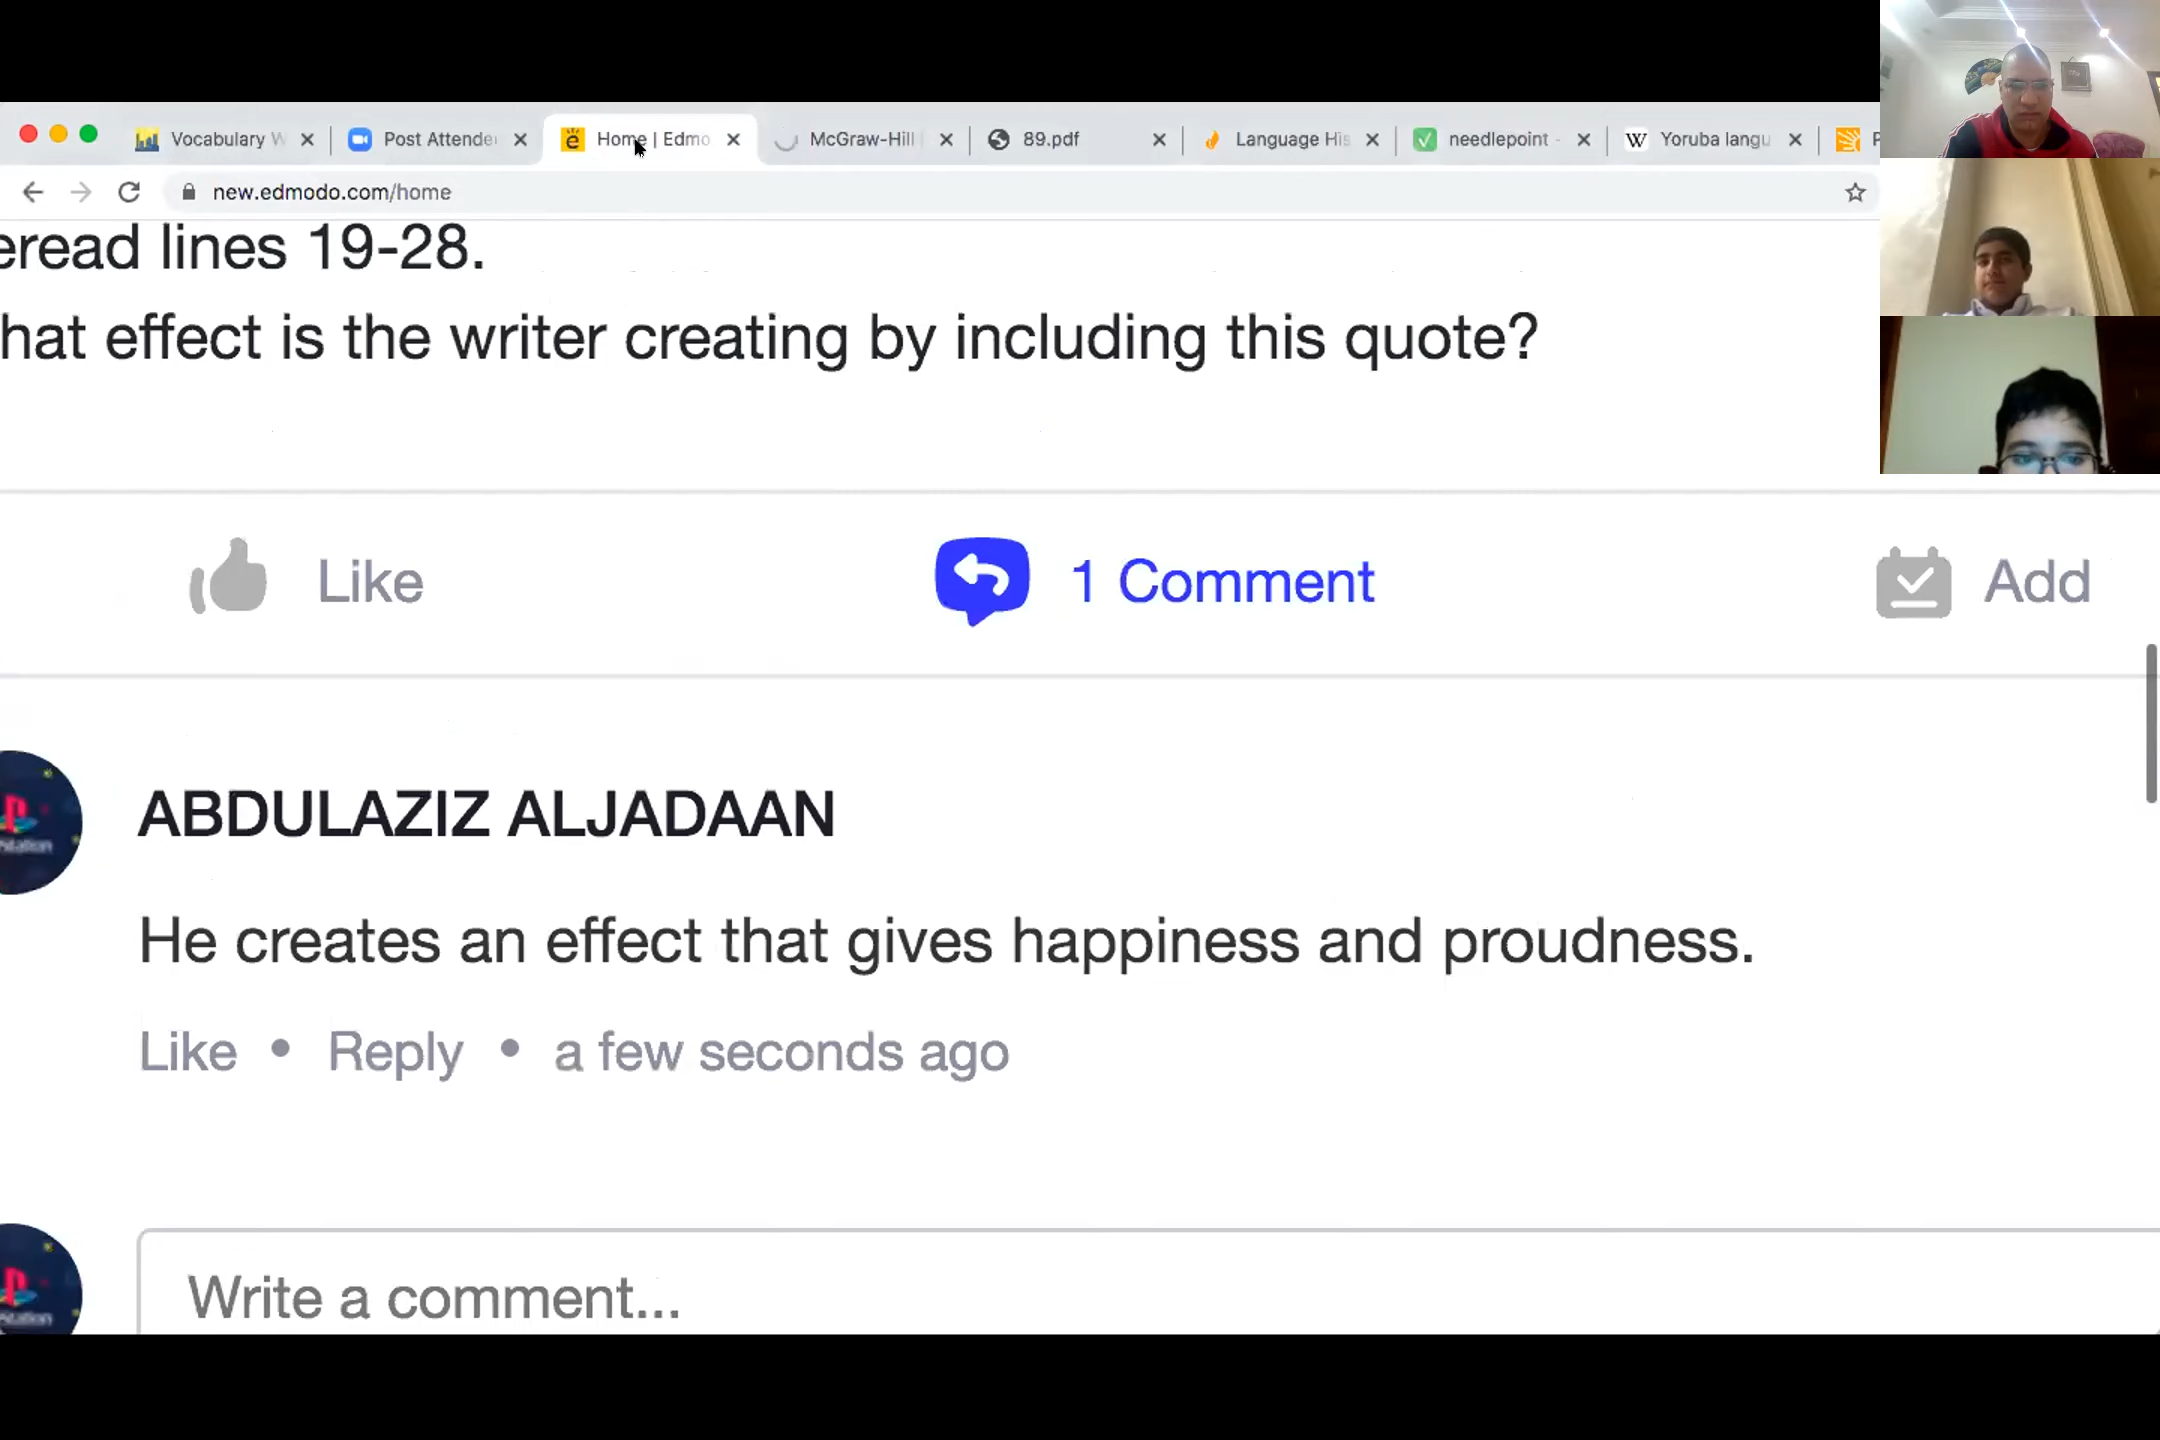 Vocabulary W
Post Attende
Home | Edmo
McGraw-Hill
89.pdf
Language His
needlepoint -
Yoruba langu
new.edmodo.com/home
eread lines 19-28.
hat effect is the writer creating by including this quote?
Like
1 Comment
Add
ABDULAZIZ ALJADAAN
He creates an effect that gives happiness and proudness.
Like • Reply • a few seconds ago
Write a comment...